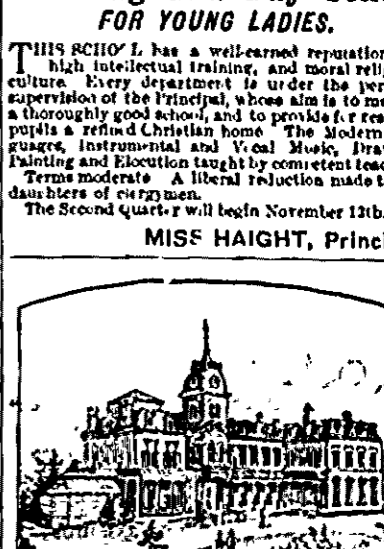 FOR YOUNG LADIES.
THIS SCHO L has a well-earned reputation
high intellectual training, and moral reli
culture. Every department is under the per
supervision of the Principal, whose aim is to m
a thoroughly good school, and to provide for res
pupils a refined Christian home The Modern
guages, Instrumental and Vocal Music, Dra
Painting and Elocution taught by competent teac
Terms moderate A liberal reduction made t
daughters of clergymen.
The Second Quarter will begin November 13th.
MISS HAIGHT, Princi